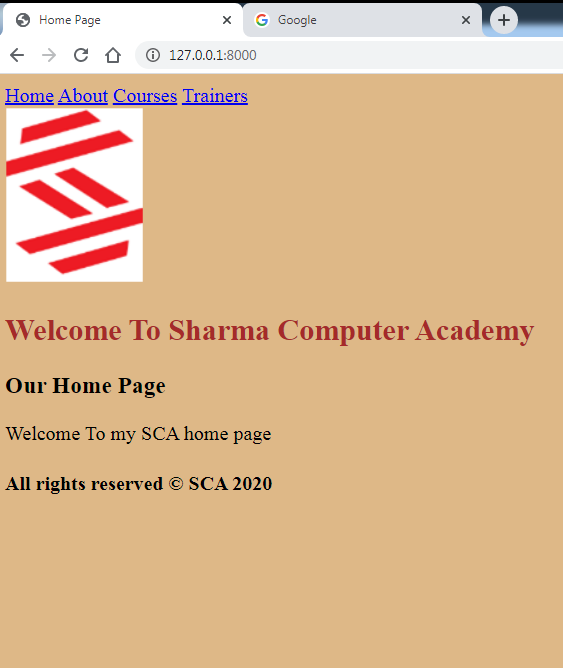 Home Page
Google
127.0.0.1:8000
Home About Courses Trainers
Welcome To Sharma Computer Academy
Our Home Page
Welcome To my SCA home page
All rights reserved © SCA 2020